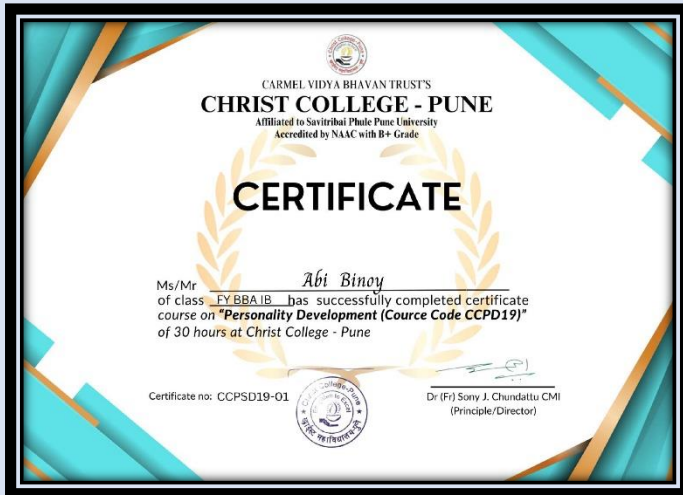 CARMEL VIDYA BHAVAN TRUST'S
CHRIST COLLEGE - PUNE
Affiliated to Savitribai Phule Pune University
Accredited by NAAC with B+ Grade
CERTIFICATE
Ms/Mr Abi Binoy
of class FY BBA IB has successfully completed certificate
course on "Personality Development (Cource Code CCPD19)"
of 30 hours at Christ College - Pune
Certificate no: CCPSD19-01
Christ College-Pune
Dr (Fr) Sony J. Chundattu CMI
(Principle/Director)